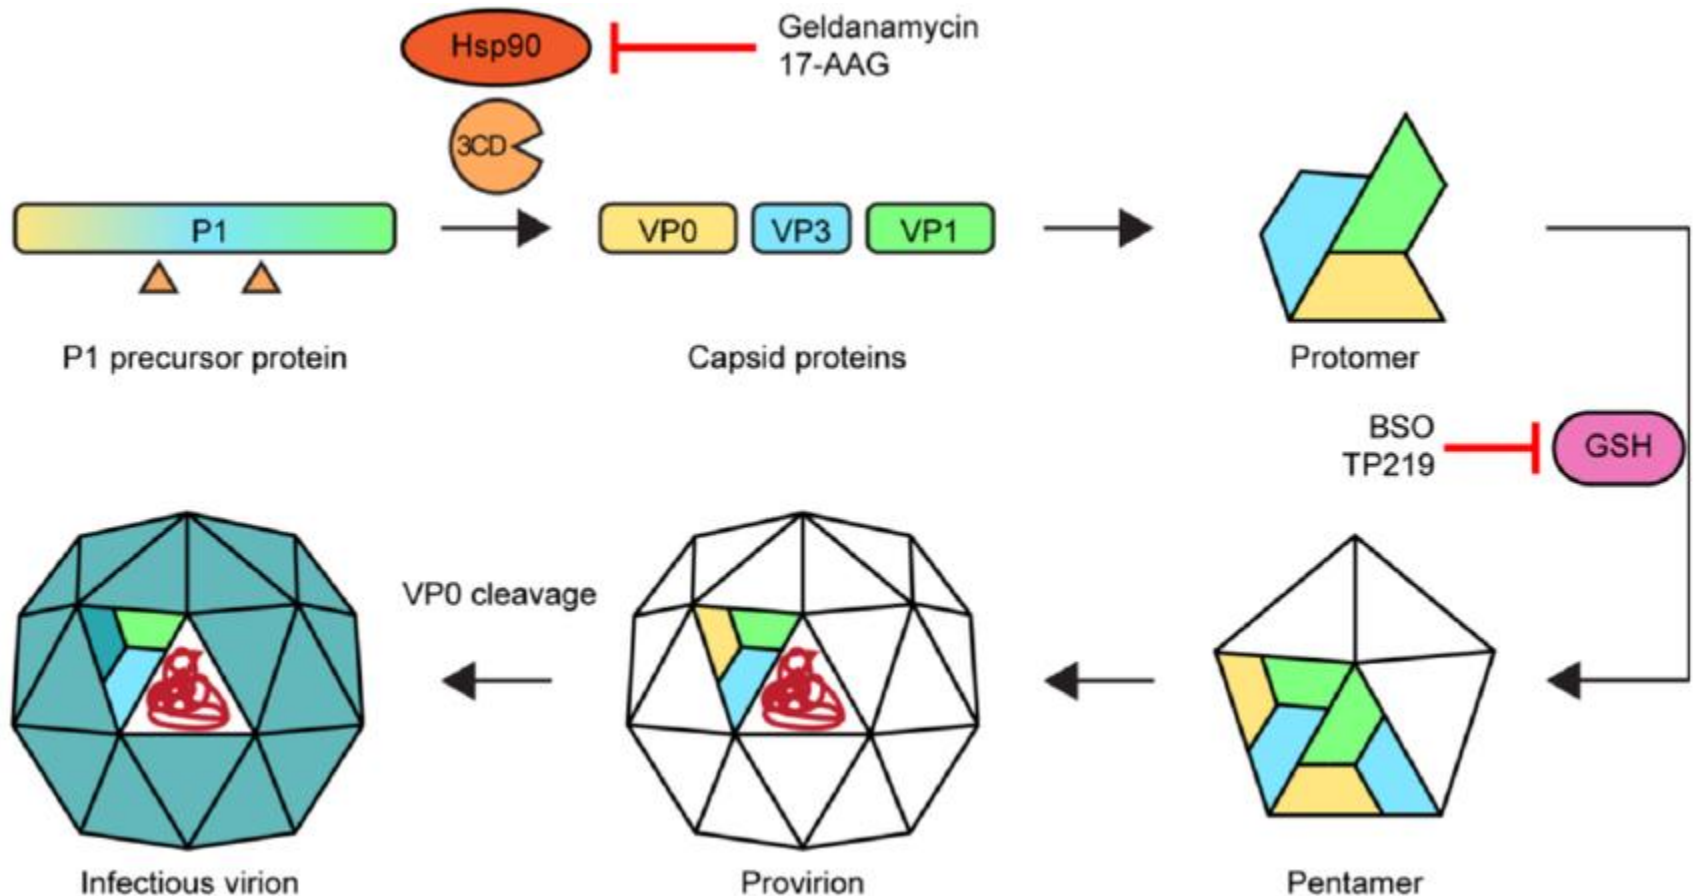 Hsp90
Geldanamycin
17-AAG
3CD
P1
VP0
VP3
VP1
P1 precursor protein
Capsid proteins
Protomer
BSO
TP219
GSH
VP0 cleavage
Infectious virion
Provirion
Pentamer